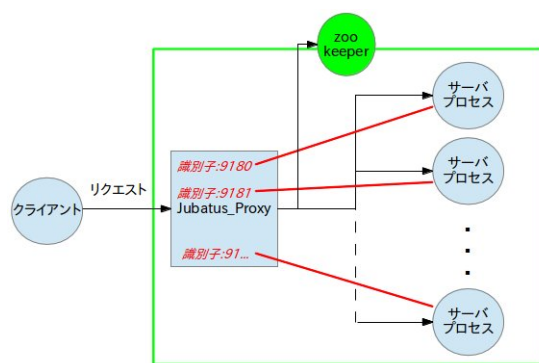 zoo
keeper
サーバ
プロセス
識別子:9180
リクエスト
識別子:9181
サーバ
プロセス
クライアント
Jubatus_Proxy
識別子:91...
サーバ
プロセス